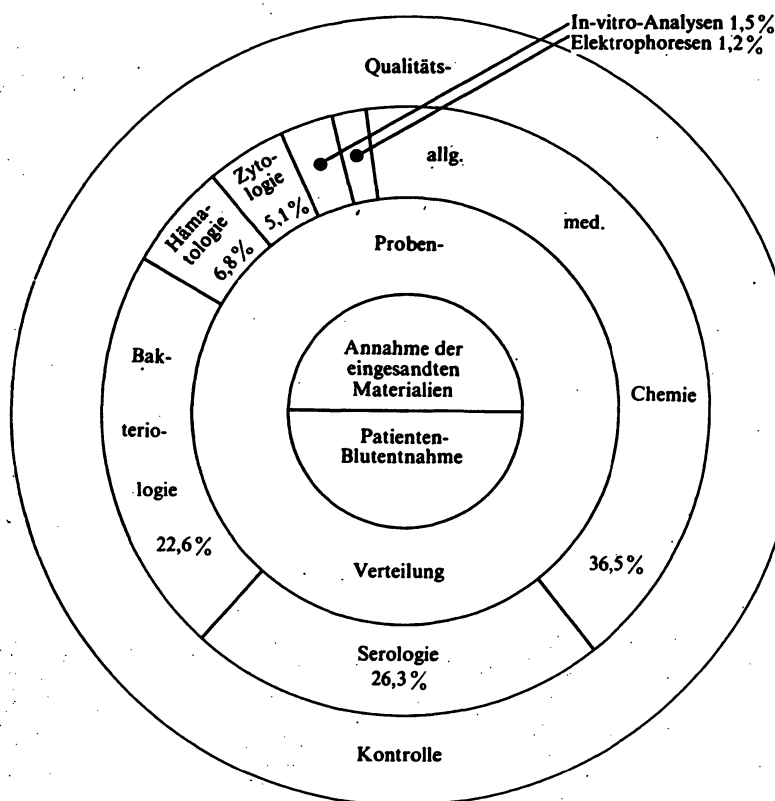 In-vitro-Analysen 1,5%
Elektrophoresen 1,2%
Qualitäts-
allg.
med.
Chemie
36,5%
Zyto-
logie
5,1%
Häma-
tologie
6,8%
Bak-
terio-
logie
22,6%
Serologie
26,3%
Proben-
Verteilung
Annahme der
eingesandten
Materialien
Patienten-
Blutentnahme
Kontrolle